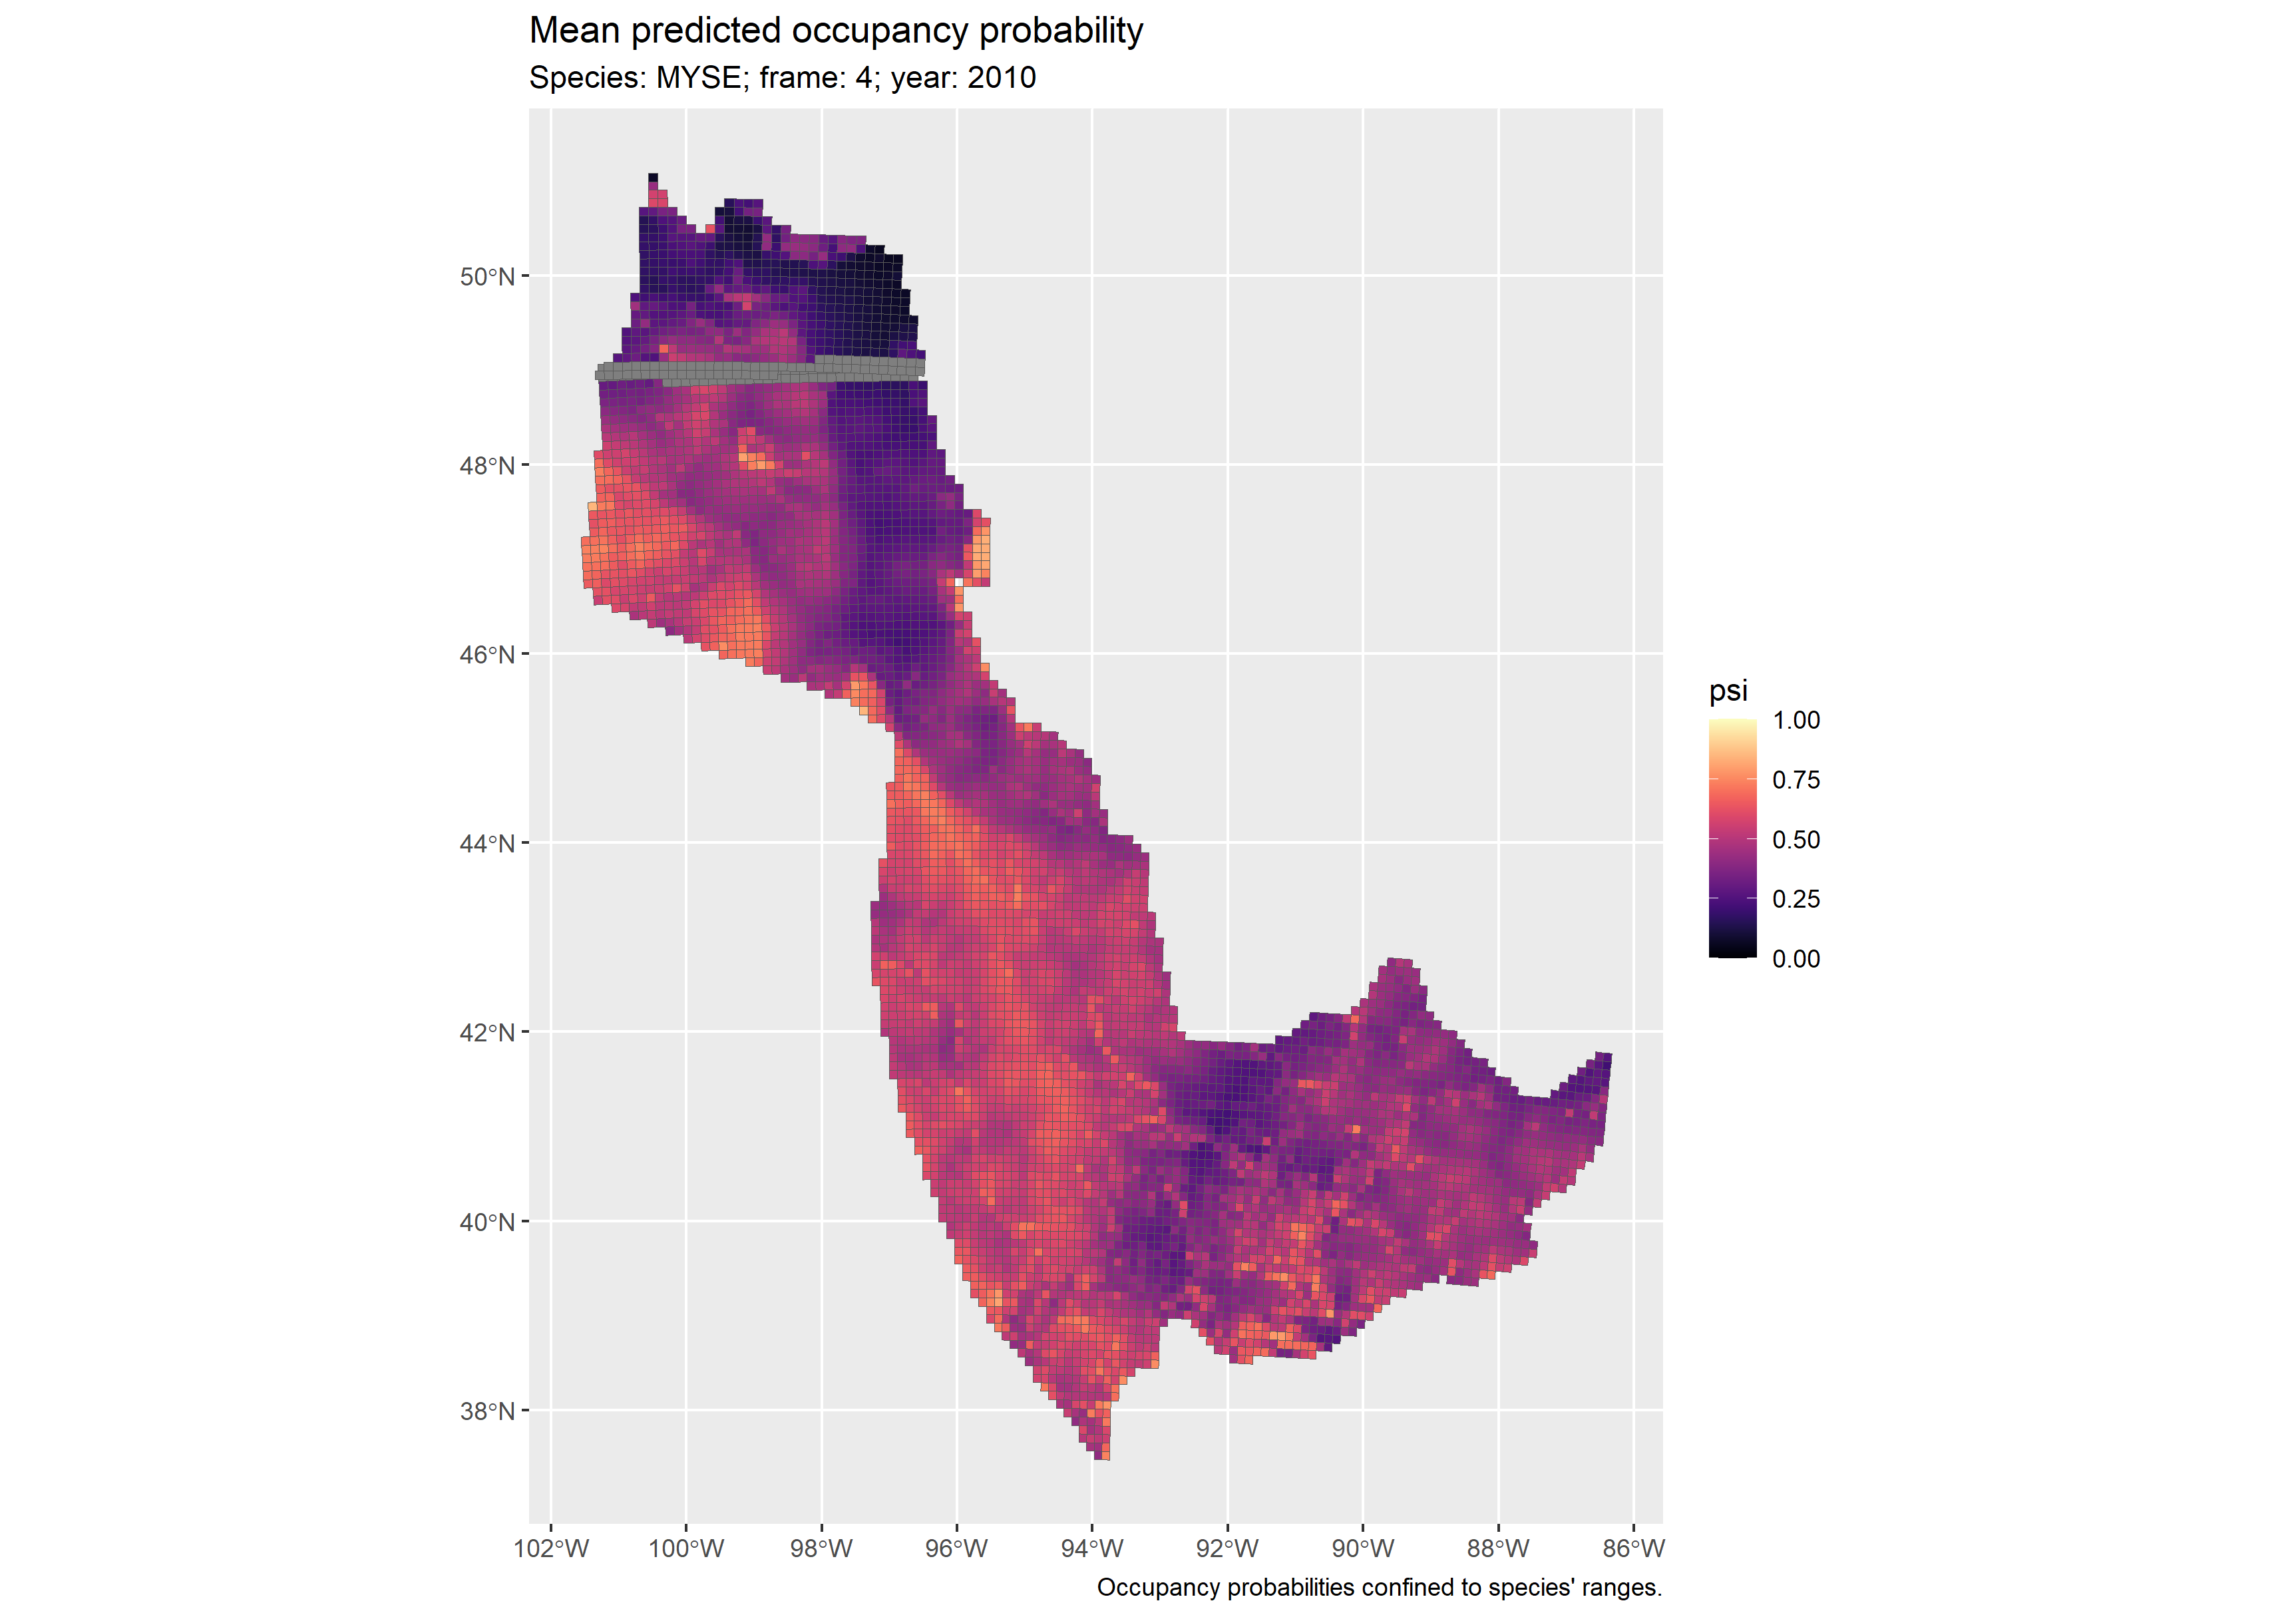 Mean predicted occupancy probability
Species: MYSE; frame: 4; year: 2010
50°N
48°N
46°N
44°N
42°N
40°N
38°N
102°W 100°W 98°W 96°W 94°W 92°W 90°W 88°W 86°W
psi
1.00
0.75
0.50
0.25
0.00
Occupancy probabilities confined to species' ranges.